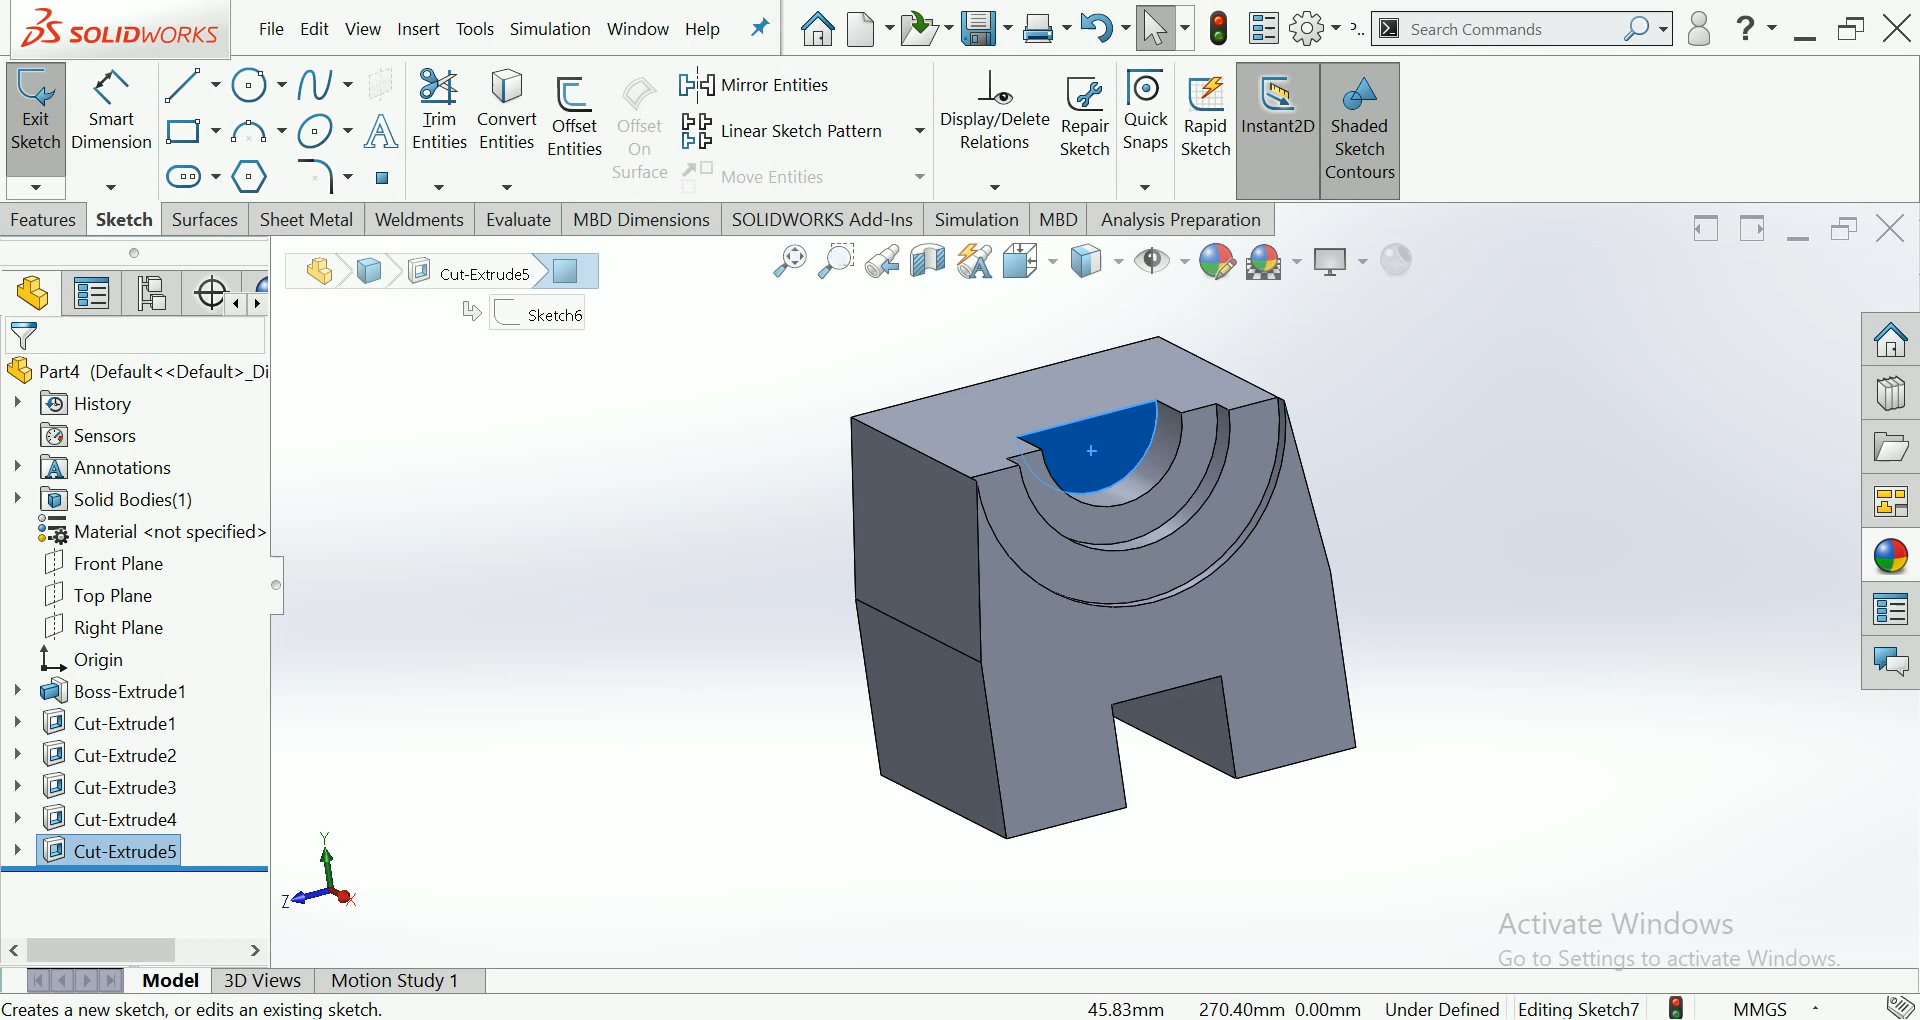 SOLIDWORKS File Edit View Insert Tools Simulation Window Help ?.. Search Commands ?
Exit Sketch
Smart Dimension
Trim Entities
Convert Entities
Offset Entities
Offset On Surface
Mirror Entities
Linear Sketch Pattern
Move Entities
Display/Delete Relations
Repair Sketch
Quick Snaps
Rapid Sketch
Instant2D
Shaded Sketch Contours
Features Sketch Surfaces Sheet Metal Weldments Evaluate MBD Dimensions SOLIDWORKS Add-Ins Simulation MBD Analysis Preparation
Cut-Extrude5
Sketch6
Part4 (Default<<Default>_Di
History
Sensors
Annotations
Solid Bodies(1)
Material <not specified>
Front Plane
Top Plane
Right Plane
Origin
Boss-Extrude1
Cut-Extrude1
Cut-Extrude2
Cut-Extrude3
Cut-Extrude4
Cut-Extrude5
Y
Z X
Activate Windows
Go to Settings to activate Windows.
Model 3D Views Motion Study 1
Creates a new sketch, or edits an existing sketch. 45.83mm 270.40mm 0.00mm Under Defined Editing Sketch7 MMGS